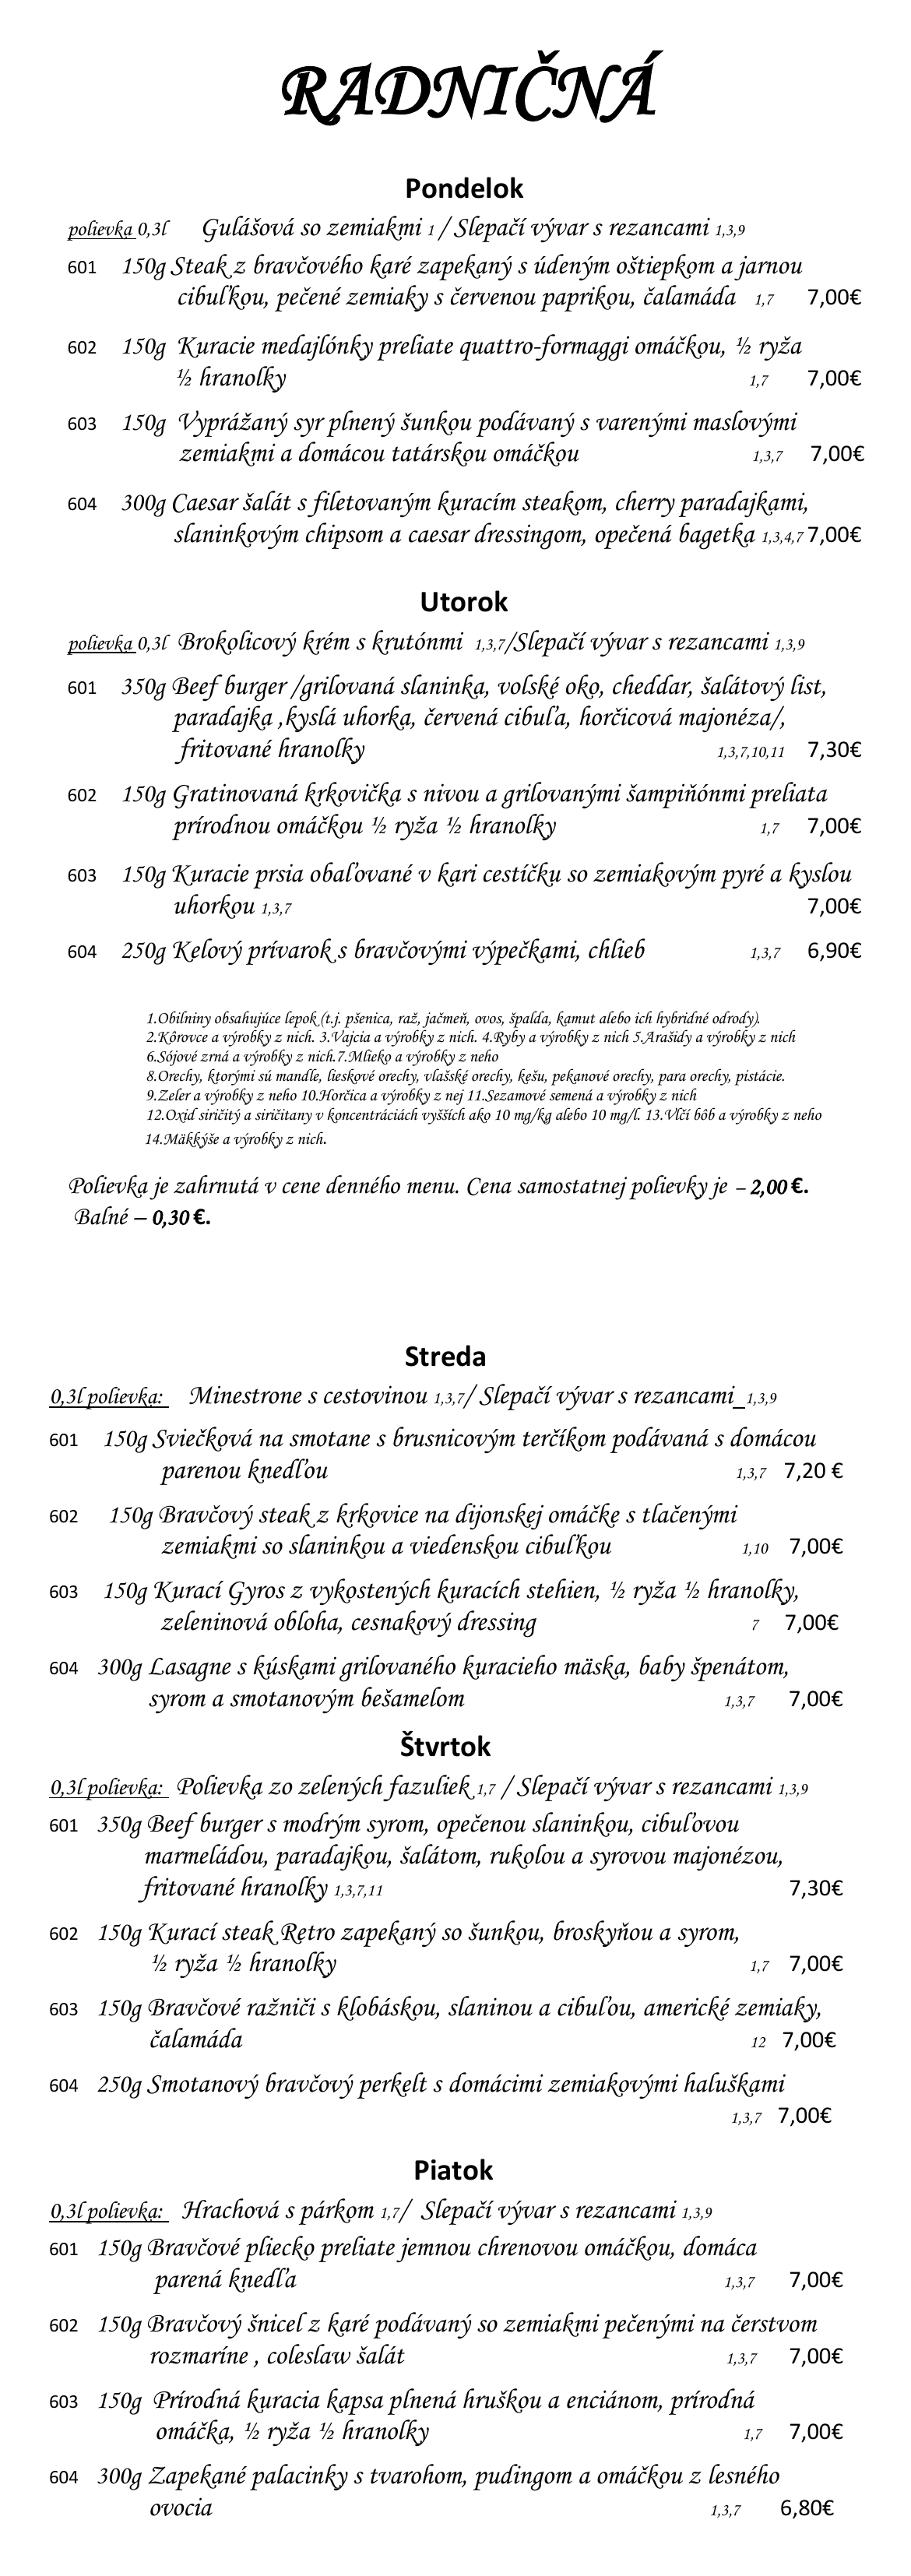 RADNIČNÁ
Pondelok
polievka 0,3l Gulášová so zemiakmi 1 / Slepačí vývar s rezancami 1,3,9
601 150g Steak z bravčového karé zapekaný s údeným oštiepkom a jarnou
cibuľkou, pečené zemiaky s červenou paprikou, čalamáda 1,7 7,00€
602 150g Kuracie medajlónky preliate quattro-formaggi omáčkou, ½ ryža
½ hranolky 1,7 7,00€
603 150g Vyprážaný syr plnený šunkou podávaný s varenými maslovými
zemiakmi a domácou tatárskou omáčkou 1,3,7 7,00€
604 300g Caesar šalát s filetovaným kuracím steakom, cherry paradajkami,
slaninkovým chipsom a caesar dressingom, opečená bagetka 1,3,4,7 7,00€
Utorok
polievka 0,3l Brokolicový krém s krutónmi 1,3,7/Slepačí vývar s rezancami 1,3,9
601 350g Beef burger /grilovaná slaninka, volské oko, cheddar, šalátový list,
paradajka ,kyslá uhorka, červená cibuľa, horčicová majonéza/,
fritované hranolky 1,3,7,10,11 7,30€
602 150g Gratinovaná krkovička s nivou a grilovanými šampiňónmi preliata
prírodnou omáčkou ½ ryža ½ hranolky 1,7 7,00€
603 150g Kuracie prsia obaľované v kari cestíčku so zemiakovým pyré a kyslou
uhorkou 1,3,7 7,00€
604 250g Kelový prívarok s bravčovými výpečkami, chlieb 1,3,7 6,90€
1.Obilniny obsahujúce lepok (t.j. pšenica, raž, jačmeň, ovos, špalda, kamut alebo ich hybridné odrody).
2.Kôrovce a výrobky z nich. 3.Vajcia a výrobky z nich. 4.Ryby a výrobky z nich 5.Arašidy a výrobky z nich
6.Sójové zrná a výrobky z nich.7.Mlieko a výrobky z neho
8.Orechy, ktorými sú mandle, lieskové orechy, vlašské orechy, kešu, pekanové orechy, para orechy, pistácie.
9.Zeler a výrobky z neho 10.Horčica a výrobky z nej 11.Sezamové semená a výrobky z nich
12.Oxid siričitý a siričitany v koncentráciách vyšších ako 10 mg/kg alebo 10 mg/l. 13.Vlčí bôb a výrobky z neho
14.Mäkkýše a výrobky z nich.
Polievka je zahrnutá v cene denného menu. Cena samostatnej polievky je – 2,00 €.
Balné – 0,30 €.
Streda
0,3l polievka: Minestrone s cestovinou 1,3,7/ Slepačí vývar s rezancami_1,3,9
601 150g Sviečková na smotane s brusnicovým terčíkom podávaná s domácou
parenou knedľou 1,3,7 7,20 €
602 150g Bravčový steak z krkovice na dijonskej omáčke s tlačenými
zemiakmi so slaninkou a viedenskou cibuľkou 1,10 7,00€
603 150g Kurací Gyros z vykostených kuracích stehien, ½ ryža ½ hranolky,
zeleninová obloha, cesnakový dressing 7 7,00€
604 300g Lasagne s kúskami grilovaného kuracieho mäska, baby špenátom,
syrom a smotanovým bešamelom 1,3,7 7,00€
Štvrtok
0,3l polievka: Polievka zo zelených fazuliek 1,7 / Slepačí vývar s rezancami 1,3,9
601 350g Beef burger s modrým syrom, opečenou slaninkou, cibuľovou
marmeládou, paradajkou, šalátom, rukolou a syrovou majonézou,
fritované hranolky 1,3,7,11 7,30€
602 150g Kurací steak Retro zapekaný so šunkou, broskyňou a syrom,
½ ryža ½ hranolky 1,7 7,00€
603 150g Bravčové ražniči s klobáskou, slaninou a cibuľou, americké zemiaky,
čalamáda 12 7,00€
604 250g Smotanový bravčový perkelt s domácimi zemiakovými haluškami
1,3,7 7,00€
Piatok
0,3l polievka: Hrachová s párkom 1,7/ Slepačí vývar s rezancami 1,3,9
601 150g Bravčové pliecko preliate jemnou chrenovou omáčkou, domáca
parená knedľa 1,3,7 7,00€
602 150g Bravčový šnicel z karé podávaný so zemiakmi pečenými na čerstvom
rozmaríne , coleslaw šalát 1,3,7 7,00€
603 150g Prírodná kuracia kapsa plnená hruškou a enciánom, prírodná
omáčka, ½ ryža ½ hranolky 1,7 7,00€
604 300g Zapekané palacinky s tvarohom, pudingom a omáčkou z lesného
ovocia 1,3,7 6,80€